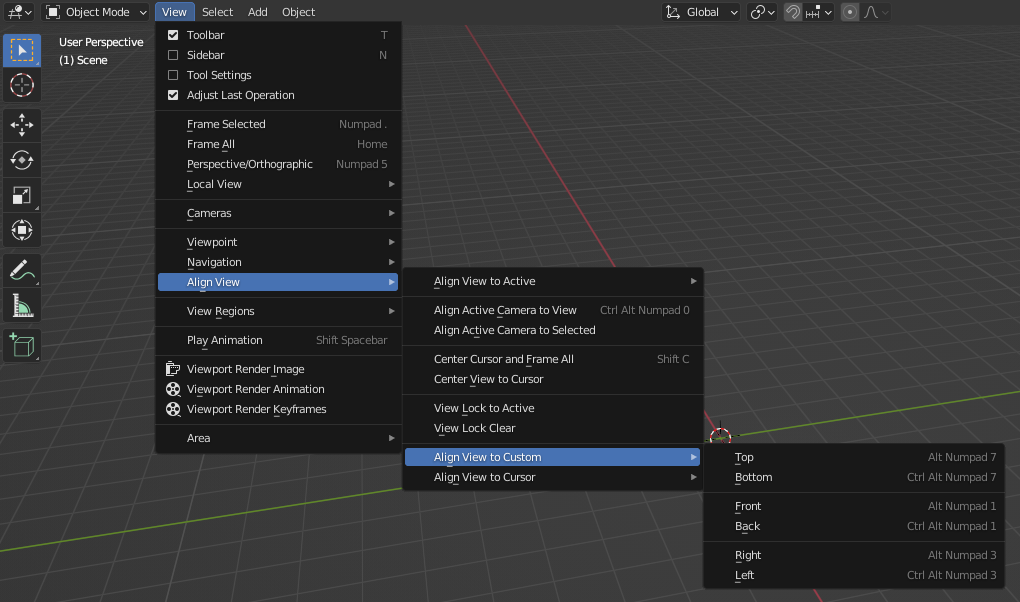 Object Mode View Select Add Object Global
User Perspective
(1) Scene
Toolbar T
Sidebar N
Tool Settings
Adjust Last Operation
Frame Selected Numpad .
Frame All Home
Perspective/Orthographic Numpad 5
Local View
Cameras
Viewpoint
Navigation
Align View
View Regions
Play Animation Shift Spacebar
Viewport Render Image
Viewport Render Animation
Viewport Render Keyframes
Area
Align View to Active
Align Active Camera to View Ctrl Alt Numpad 0
Align Active Camera to Selected
Center Cursor and Frame All Shift C
Center View to Cursor
View Lock to Active
View Lock Clear
Align View to Custom
Align View to Cursor
Top Alt Numpad 7
Bottom Ctrl Alt Numpad 7
Front Alt Numpad 1
Back Ctrl Alt Numpad 1
Right Alt Numpad 3
Left Ctrl Alt Numpad 3